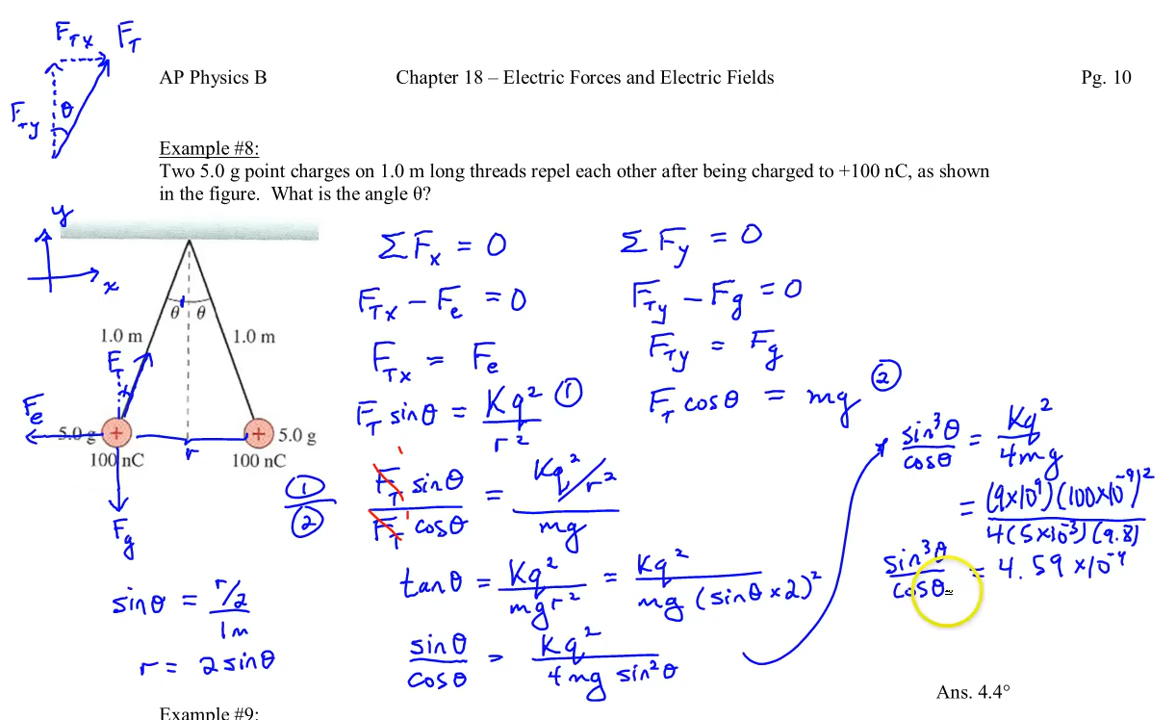 F_Tx F_T
AP Physics B Chapter 18 – Electric Forces and Electric Fields Pg. 10
F_Ty θ
Example #8:
Two 5.0 g point charges on 1.0 m long threads repel each other after being charged to +100 nC, as shown
in the figure. What is the angle θ?
y
x
θ θ
1.0 m 1.0 m
F_T
F_e
5.0 g + + 5.0 g
r
100 nC 100 nC
F_g
sinθ = (r/2)/1m
r = 2 sinθ
ΣF_x = 0
F_Tx − F_e = 0
F_Tx = F_e
F_T sinθ = Kq²/r² ①
ΣF_y = 0
F_Ty − F_g = 0
F_Ty = F_g
F_T cosθ = mg ②
①/② F_T sinθ / F_T cosθ = (Kq²/r²)/mg
1 1
tanθ = Kq²/mgr² = Kq²/mg(sinθ×2)²
sinθ/cosθ = Kq²/4mg sin²θ
sin³θ/cosθ = Kq²/4mg
= (9×10⁹)(100×10⁻⁹)²/4(5×10⁻³)(9.8)
sin³θ/cosθ = 4.59×10⁻⁴
Ans. 4.4°
Example #9: